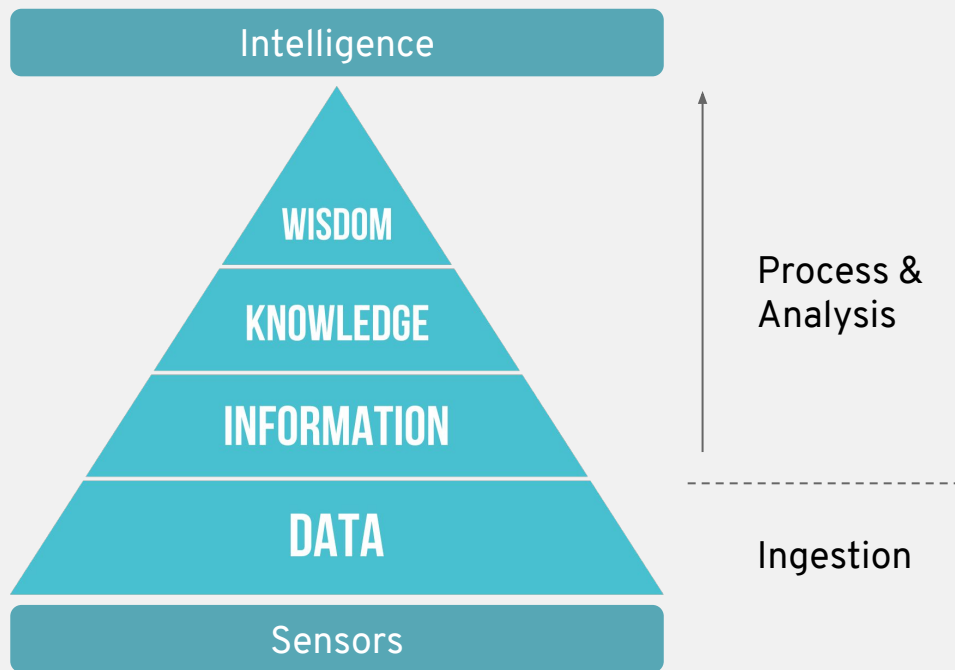 Intelligence
WISDOM
KNOWLEDGE
Process &
Analysis
INFORMATION
DATA
Ingestion
Sensors